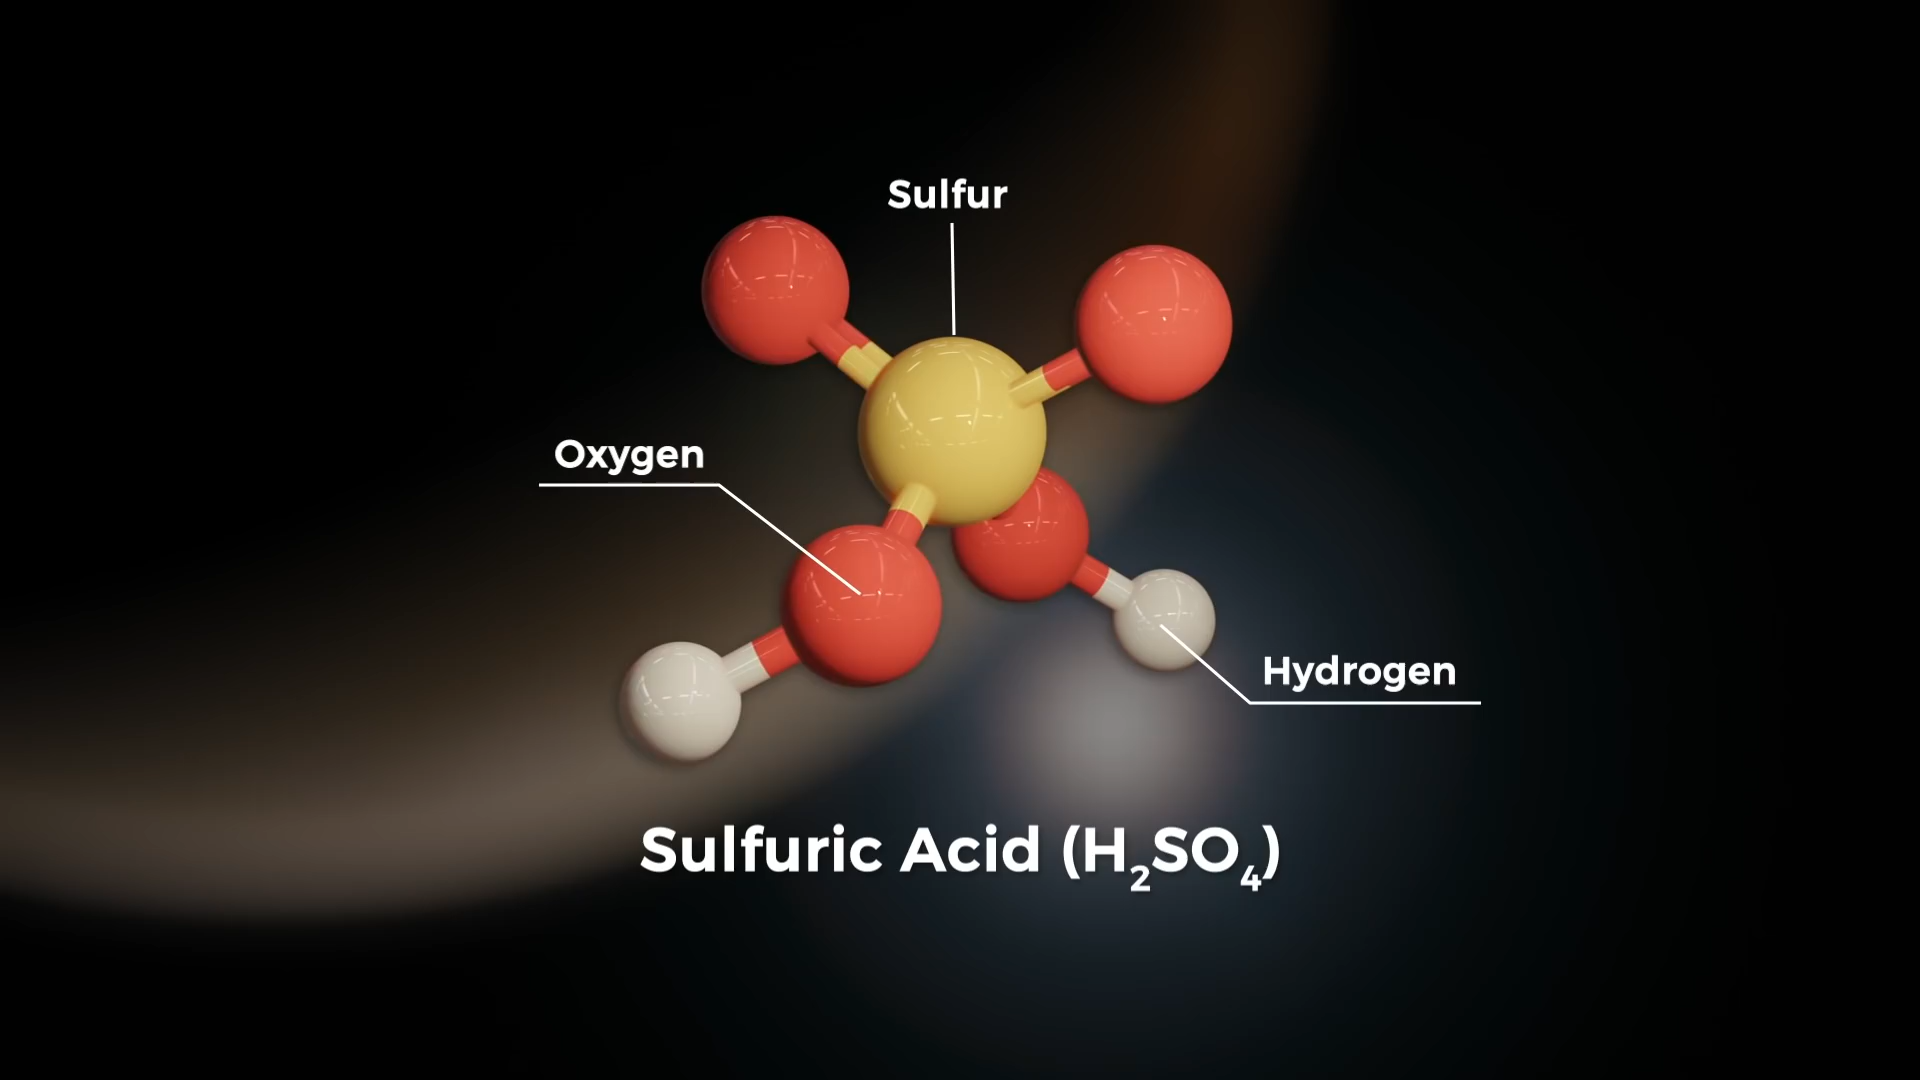 Sulfur
Oxygen
Hydrogen
Sulfuric Acid (H₂SO₄)